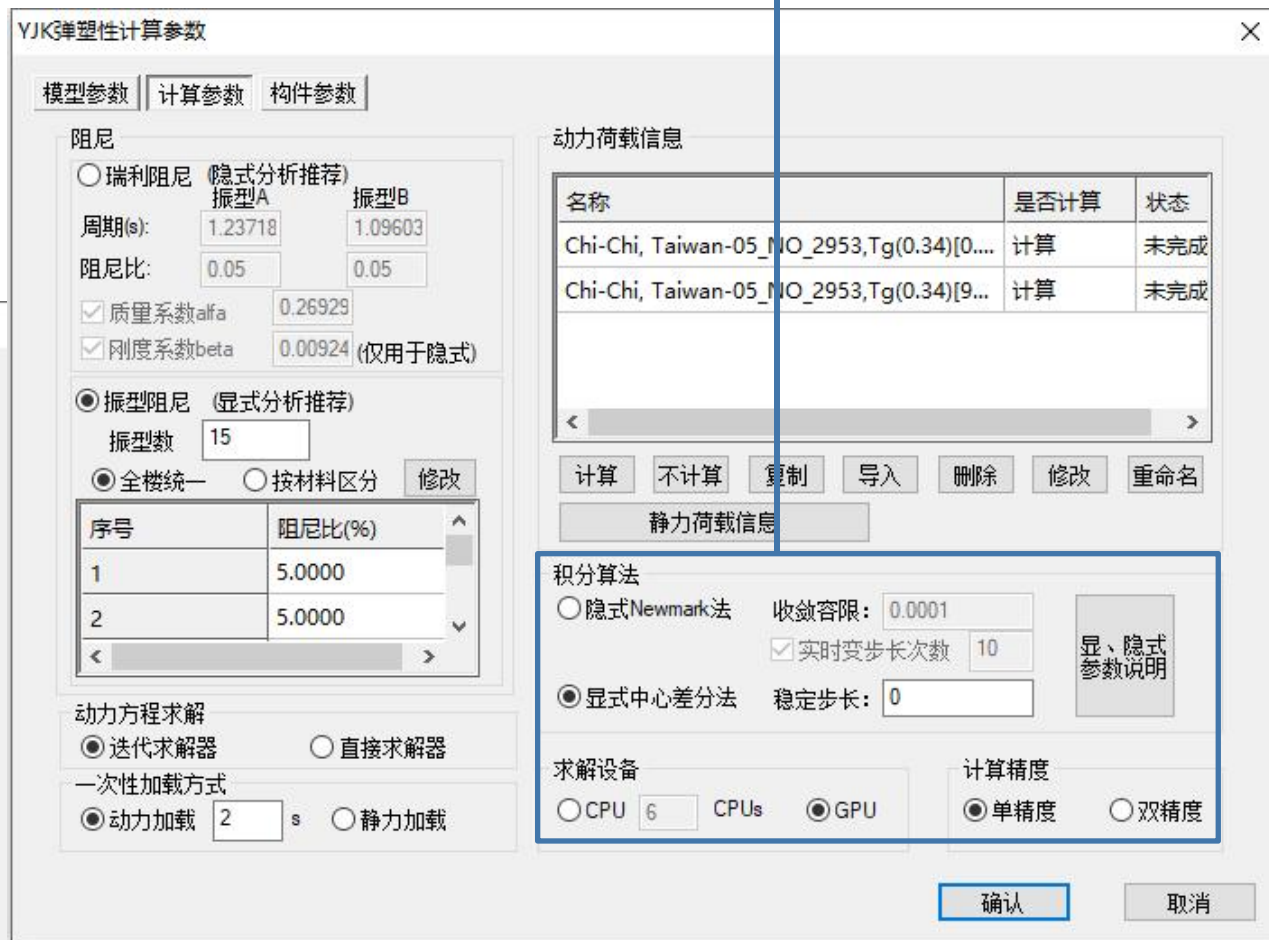 YJK弹塑性计算参数
模型参数 计算参数 构件参数
阻尼
瑞利阻尼 (隐式分析推荐)
振型A 振型B
周期(s): 1.23718 1.09603
阻尼比: 0.05 0.05
质量系数alfa 0.26929
刚度系数beta 0.00924 (仅用于隐式)
振型阻尼 (显式分析推荐)
振型数 15
全楼统一 按材料区分 修改
序号 阻尼比(%)
1 5.0000
2 5.0000
动力方程求解
迭代求解器 直接求解器
一次性加载方式
动力加载 2 s 静力加载
动力荷载信息
名称 是否计算 状态
Chi-Chi, Taiwan-05_NO_2953,Tg(0.34)[0.... 计算 未完成
Chi-Chi, Taiwan-05_NO_2953,Tg(0.34)[9... 计算 未完成
计算 不计算 复制 导入 删除 修改 重命名
静力荷载信息
积分算法
隐式Newmark法 收敛容限: 0.0001
实时变步长次数 10
显式中心差分法 稳定步长: 0
显、隐式
参数说明
求解设备
CPU 6 CPUs GPU
计算精度
单精度 双精度
确认 取消